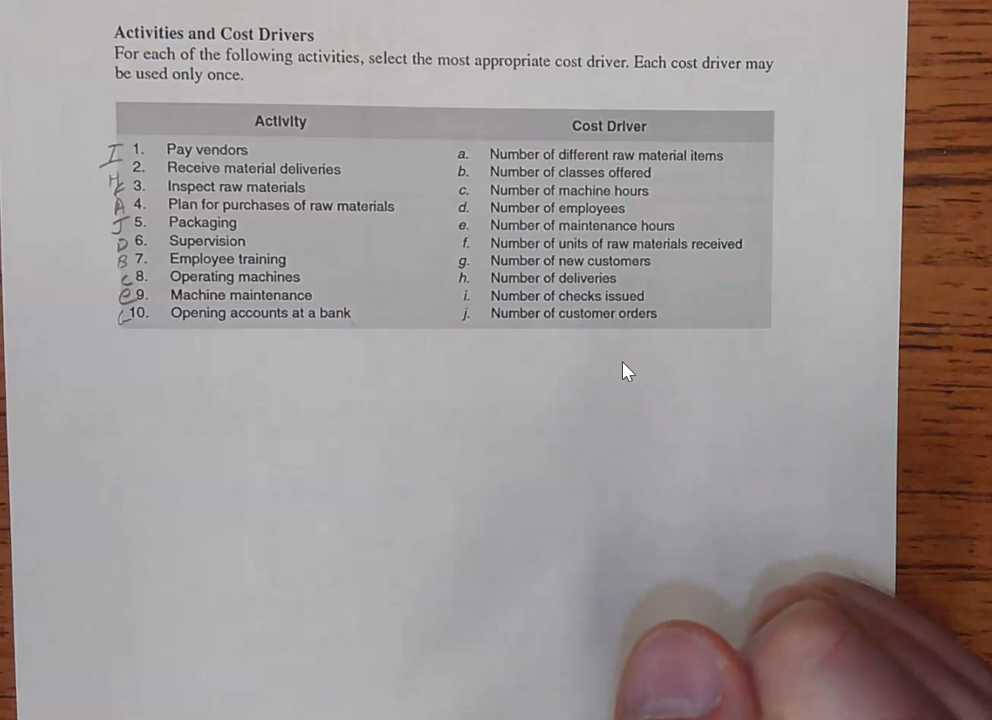 Activities and Cost Drivers
For each of the following activities, select the most appropriate cost driver. Each cost driver may
be used only once.
Activity Cost Driver
I 1. Pay vendors a. Number of different raw material items
H 2. Receive material deliveries b. Number of classes offered
3. Inspect raw materials c. Number of machine hours
A 4. Plan for purchases of raw materials d. Number of employees
J 5. Packaging e. Number of maintenance hours
D 6. Supervision f. Number of units of raw materials received
B 7. Employee training g. Number of new customers
C 8. Operating machines h. Number of deliveries
e 9. Machine maintenance i. Number of checks issued
10. Opening accounts at a bank j. Number of customer orders